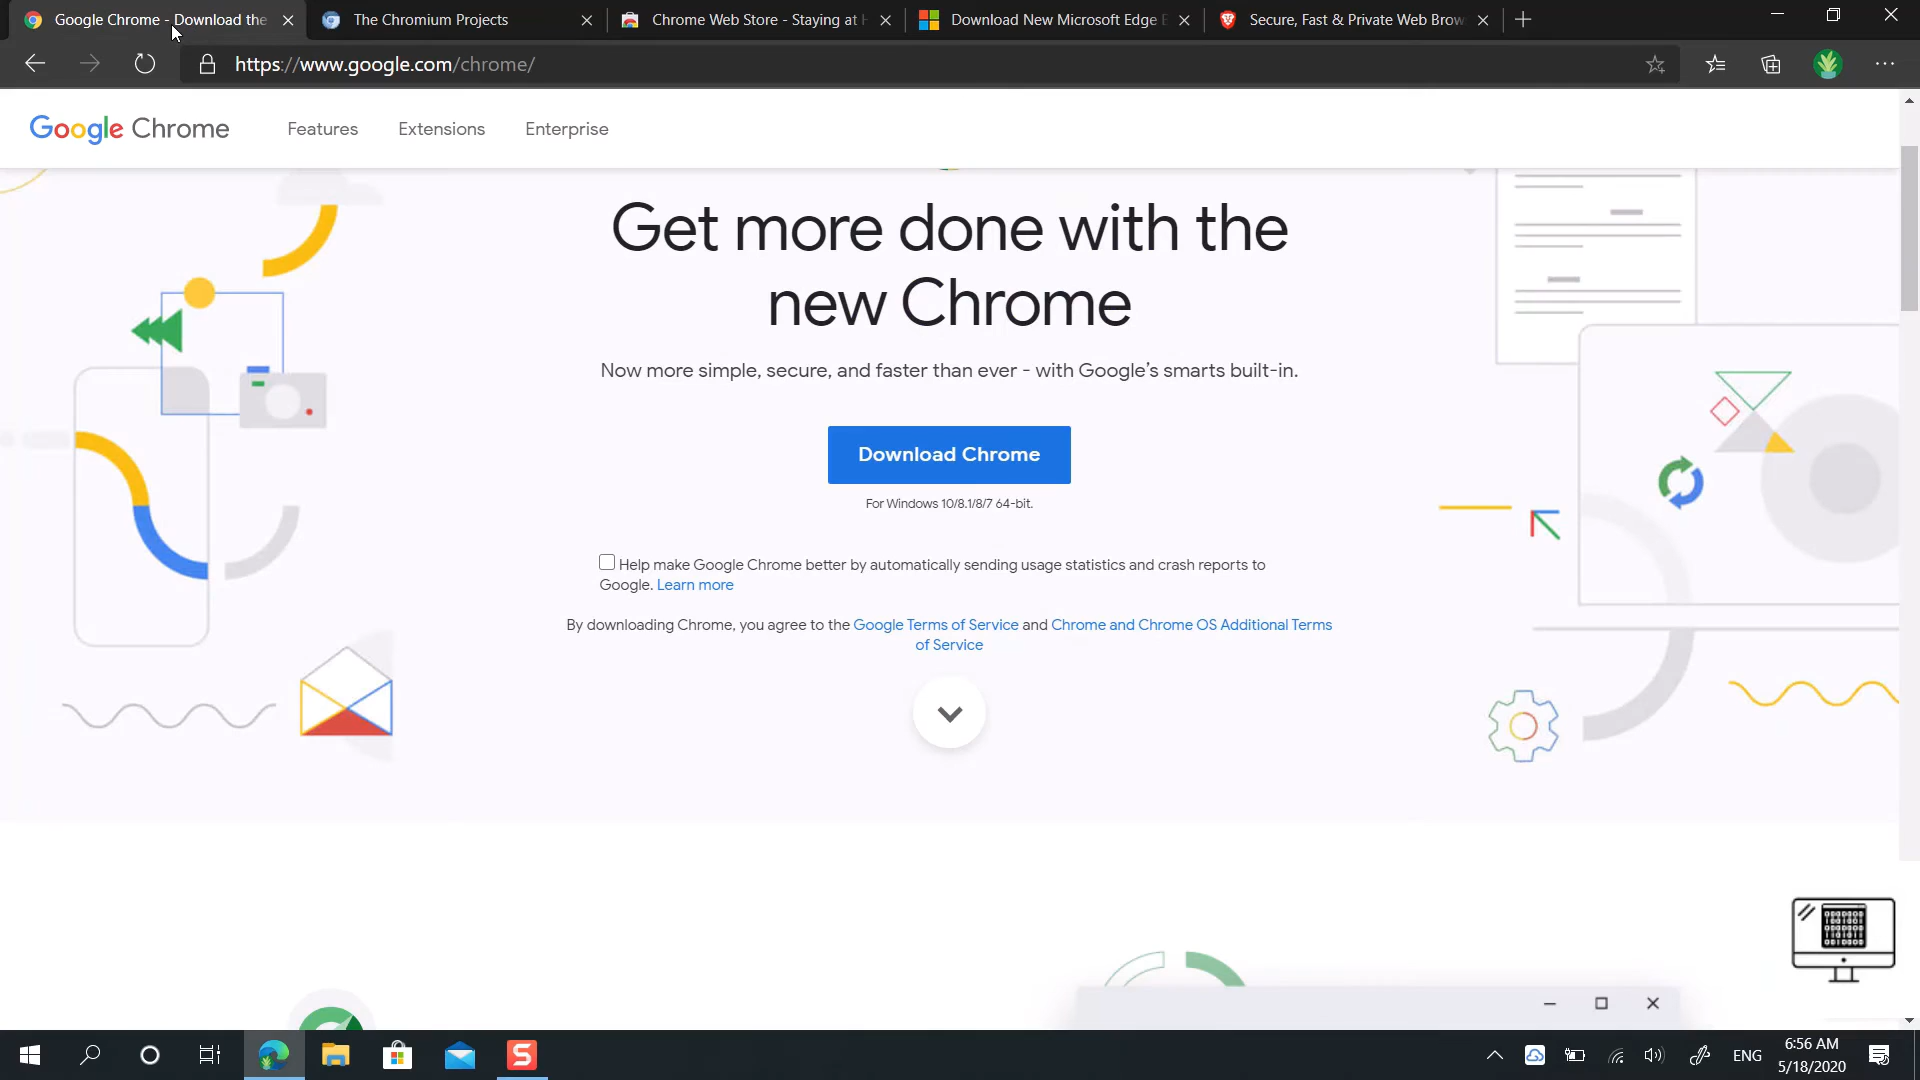 Google Chrome - Download the
The Chromium Projects
Chrome Web Store - Staying at
Download New Microsoft Edge
Secure, Fast & Private Web Brow
https://www.google.com/chrome/
Google Chrome
Features
Extensions
Enterprise
Get more done with the
new Chrome
Now more simple, secure, and faster than ever - with Google’s smarts built-in.
Download Chrome
For Windows 10/8.1/8/7 64-bit.
Help make Google Chrome better by automatically sending usage statistics and crash reports to
Google. Learn more
By downloading Chrome, you agree to the Google Terms of Service and Chrome and Chrome OS Additional Terms
of Service
ENG
6:56 AM
5/18/2020